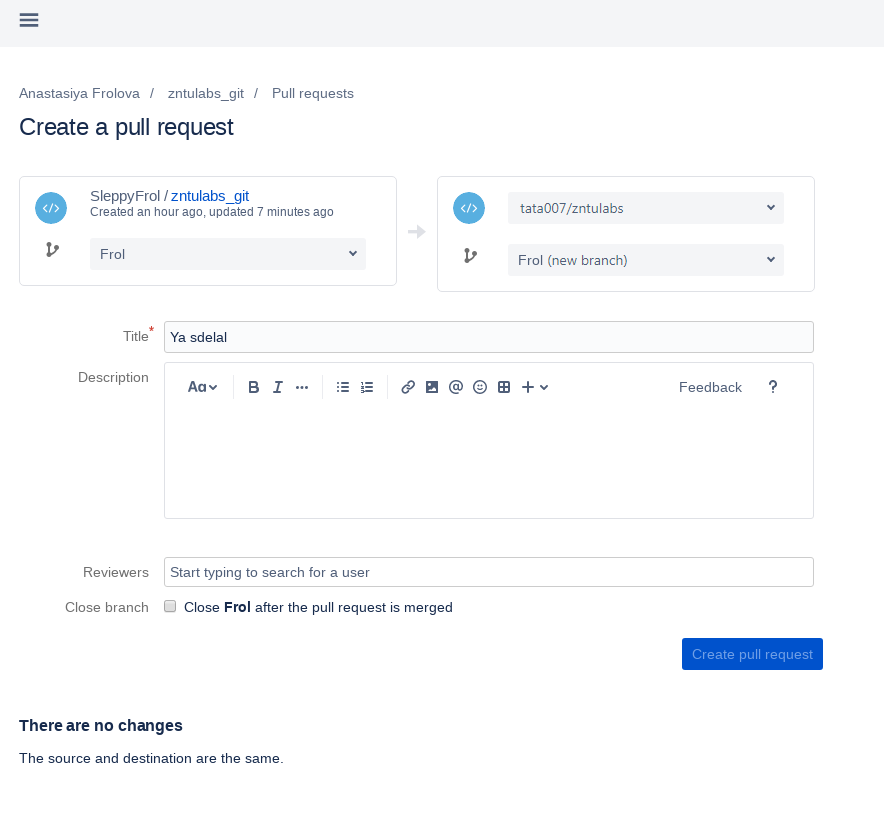 Anastasiya Frolova / zntulabs_git / Pull requests
Create a pull request
SleppyFrol / zntulabs_git
Created an hour ago, updated 7 minutes ago
Frol
tata007/zntulabs
Frol (new branch)
Title*
Ya sdelal
Description
Aa B I Feedback ?
Reviewers
Start typing to search for a user
Close branch
Close Frol after the pull request is merged
Create pull request
There are no changes
The source and destination are the same.